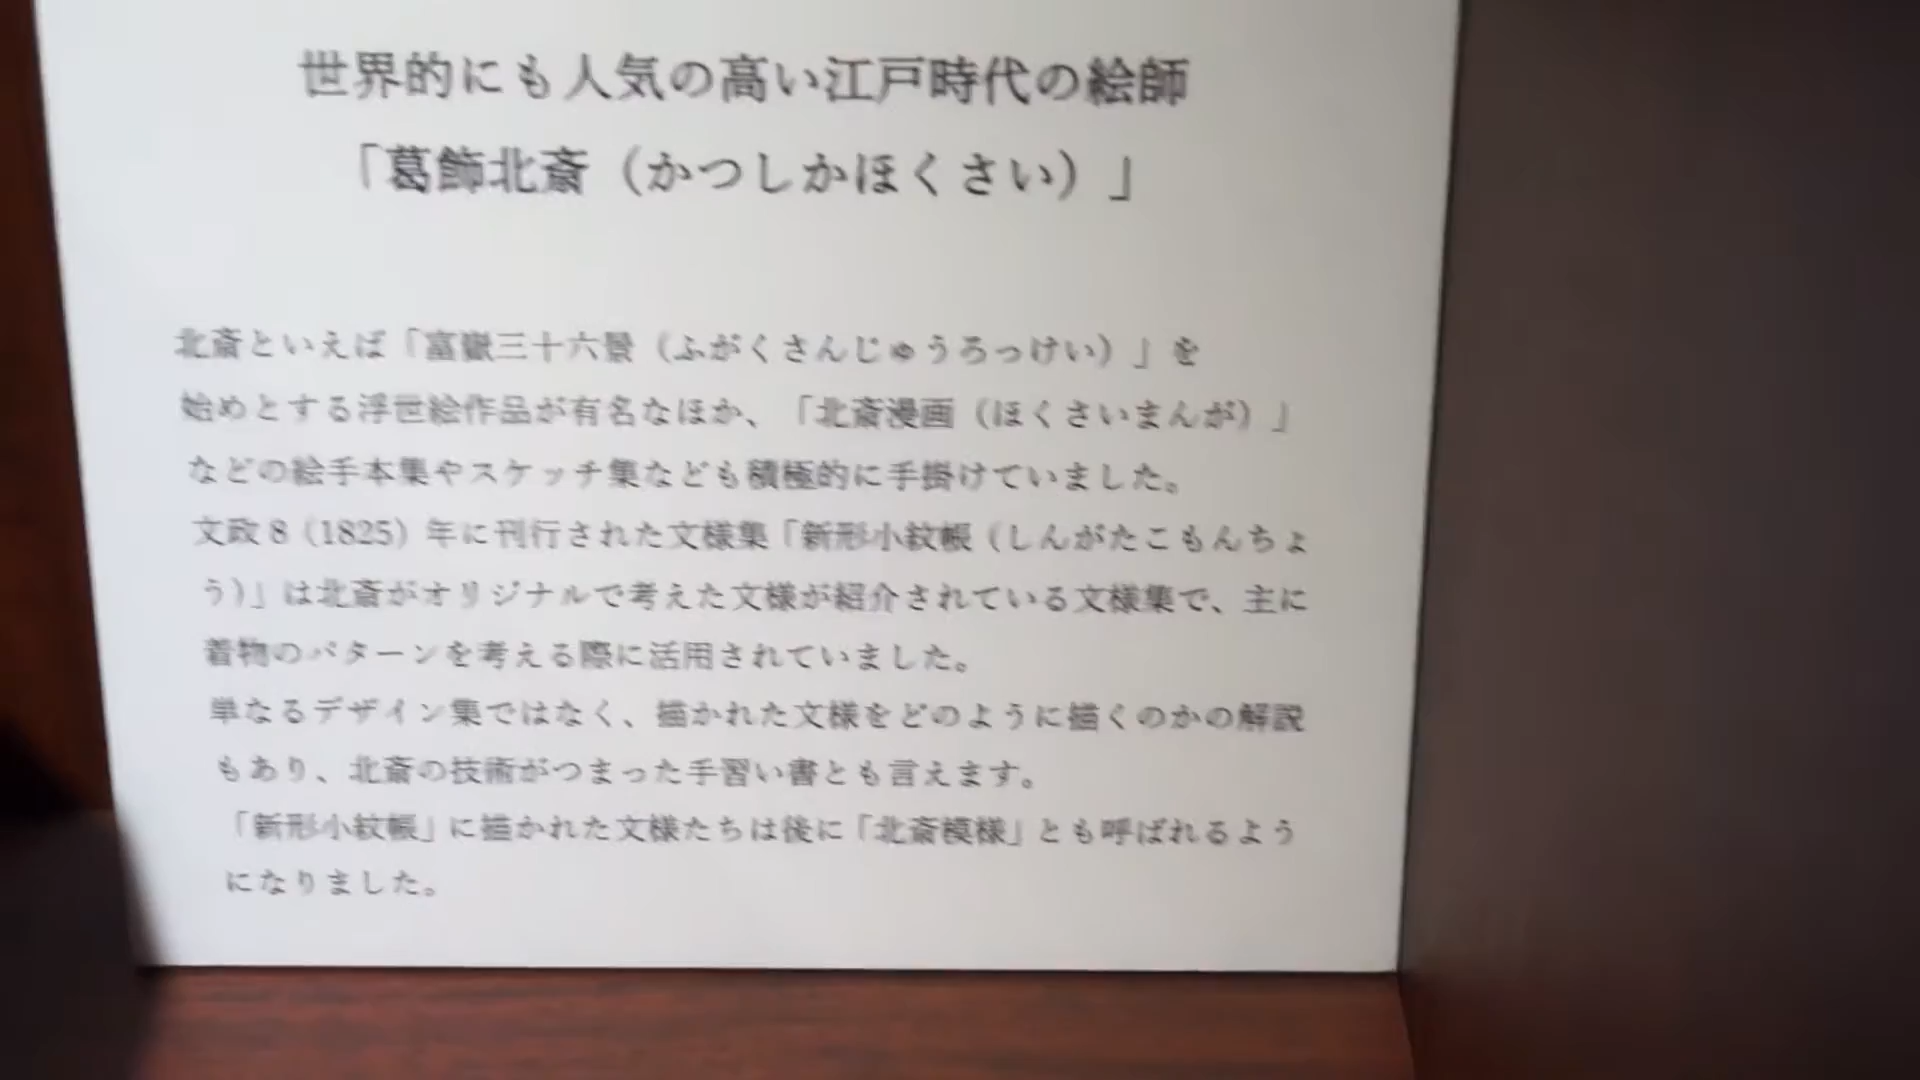 世界的にも人気の高い江戸時代の絵師
「葛飾北斎（かつしかほくさい）」
北斎といえば「富嶽三十六景（ふがくさんじゅうろっけい）」を
始めとする浮世絵作品が有名なほか、「北斎漫画（ほくさいまんが）」
などの絵手本集やスケッチ集なども積極的に手掛けていました。
文政8（1825）年に刊行された文様集「新形小紋帳（しんがたこもんちょ
う）」は北斎がオリジナルで考えた文様が紹介されている文様集で、主に
着物のパターンを考える際に活用されていました。
単なるデザイン集ではなく、描かれた文様をどのように描くのかの解説
もあり、北斎の技術がつまった手習い書とも言えます。
「新形小紋帳」に描かれた文様たちは後に「北斎模様」とも呼ばれるよう
になりました。